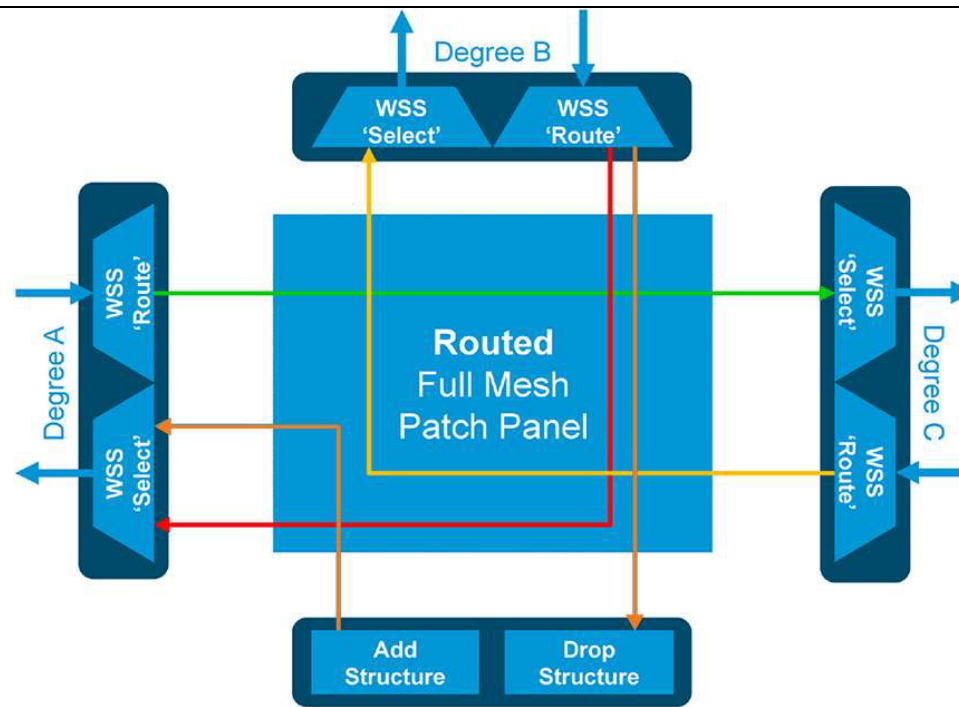 Degree B
WSS
'Select'
WSS
'Route'
Degree A
WSS
'Route'
WSS
'Select'
Routed
Full Mesh
Patch Panel
WSS
'Select'
WSS
'Route'
Degree C
Add
Structure
Drop
Structure